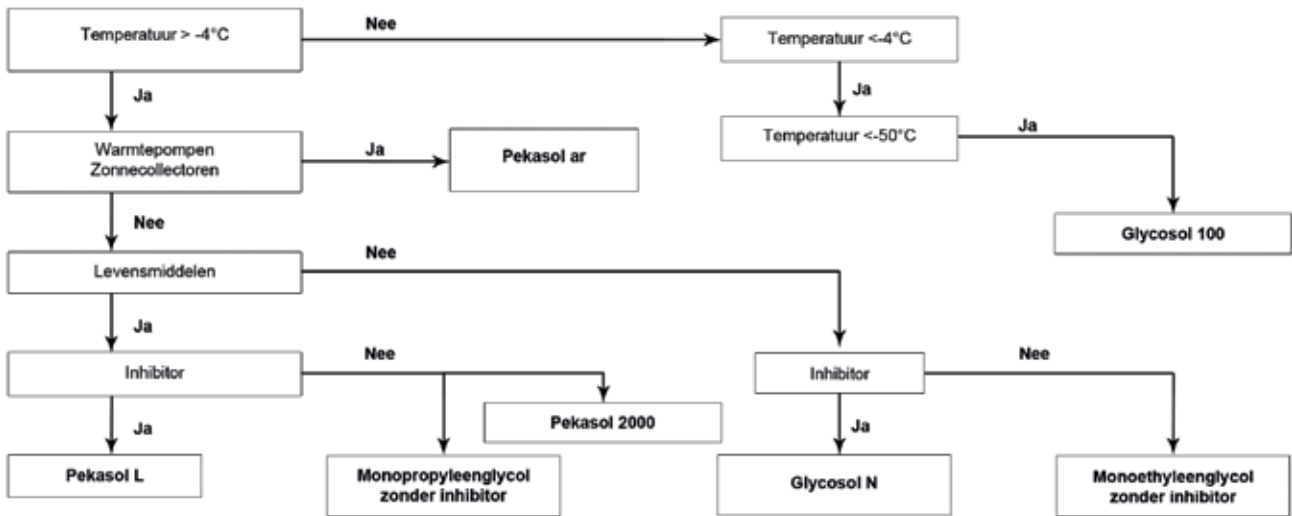 Temperatuur > -4°C
Nee
Temperatuur <-4°C
Ja
Ja
Warmtepompen
Zonnecollectoren
Ja
Pekasol ar
Temperatuur <-50°C
Ja
Nee
Glycosol 100
Levensmiddelen
Nee
Ja
Inhibitor
Nee
Inhibitor
Nee
Ja
Pekasol 2000
Ja
Pekasol L
Monopropyleenglycol
zonder inhibitor
Glycosol N
Monoethyleenglycol
zonder inhibitor